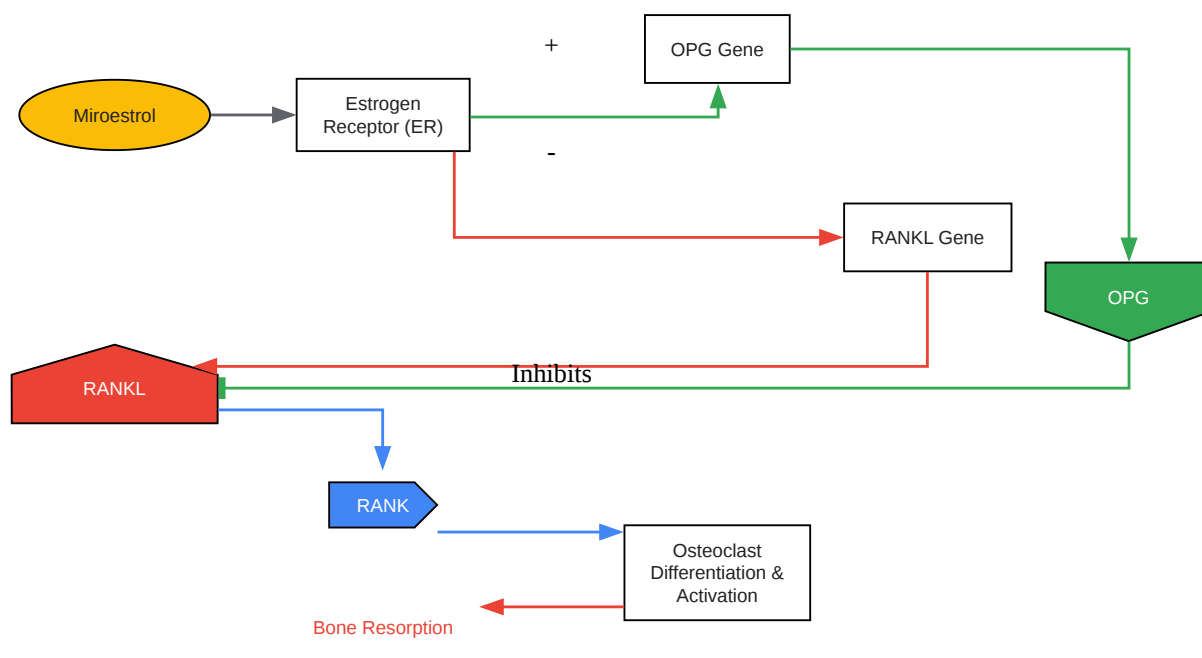 +
OPG Gene
Miroestrol
Estrogen
Receptor (ER)
-
RANKL Gene
OPG
Inhibits
RANKL
RANK
Osteoclast
Differentiation &
Activation
Bone Resorption